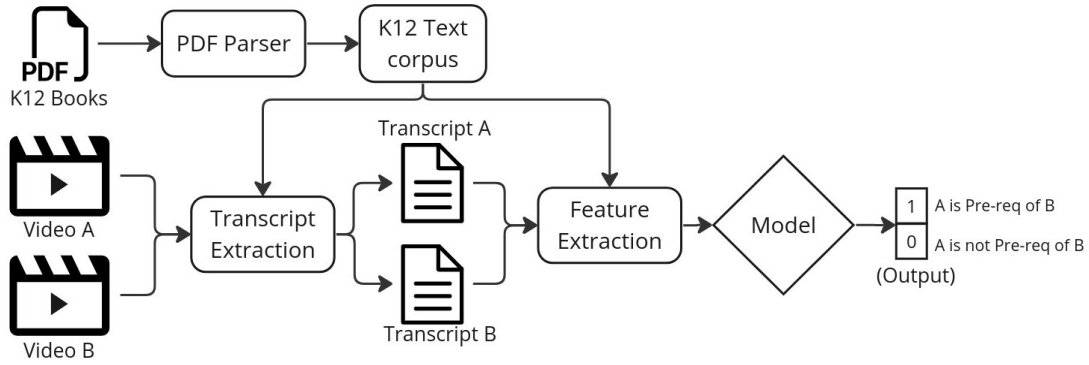 PDF
K12 Books
PDF Parser
K12 Text
corpus
Video A
Video B
Transcript
Extraction
Transcript A
Transcript B
Feature
Extraction
Model
1
A is Pre-req of B
0
A is not Pre-req of B
(Output)